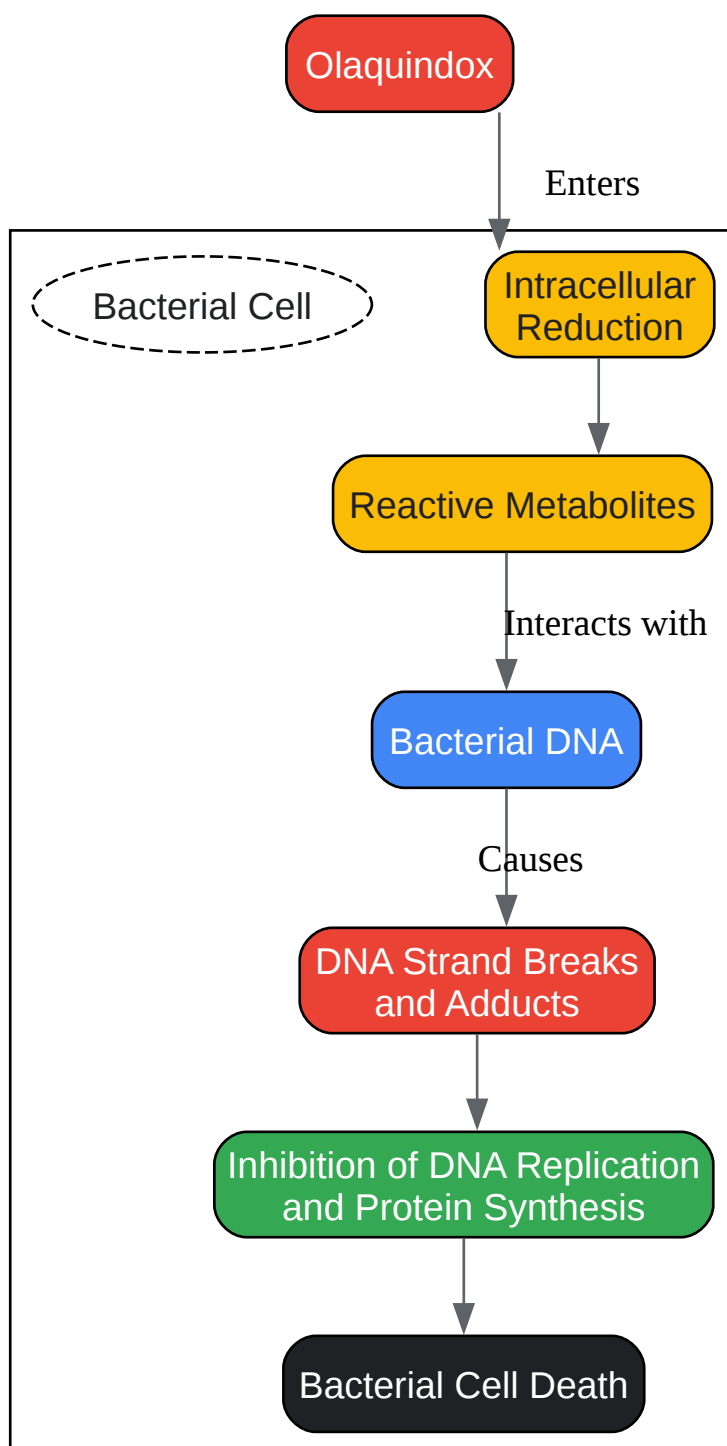 Olaquindox
Enters
Bacterial Cell
Intracellular
Reduction
Reactive Metabolites
Interacts with
Bacterial DNA
Causes
DNA Strand Breaks
and Adducts
Inhibition of DNA Replication
and Protein Synthesis
Bacterial Cell Death